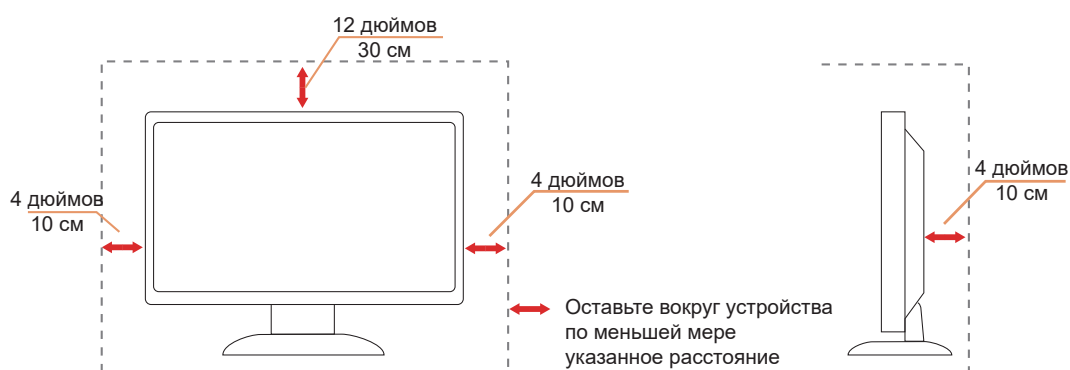 12 дюймов
30 см
4 дюймов
10 см
4 дюймов
10 см
4 дюймов
10 см
Оставьте вокруг устройства
по меньшей мере
указанное расстояние